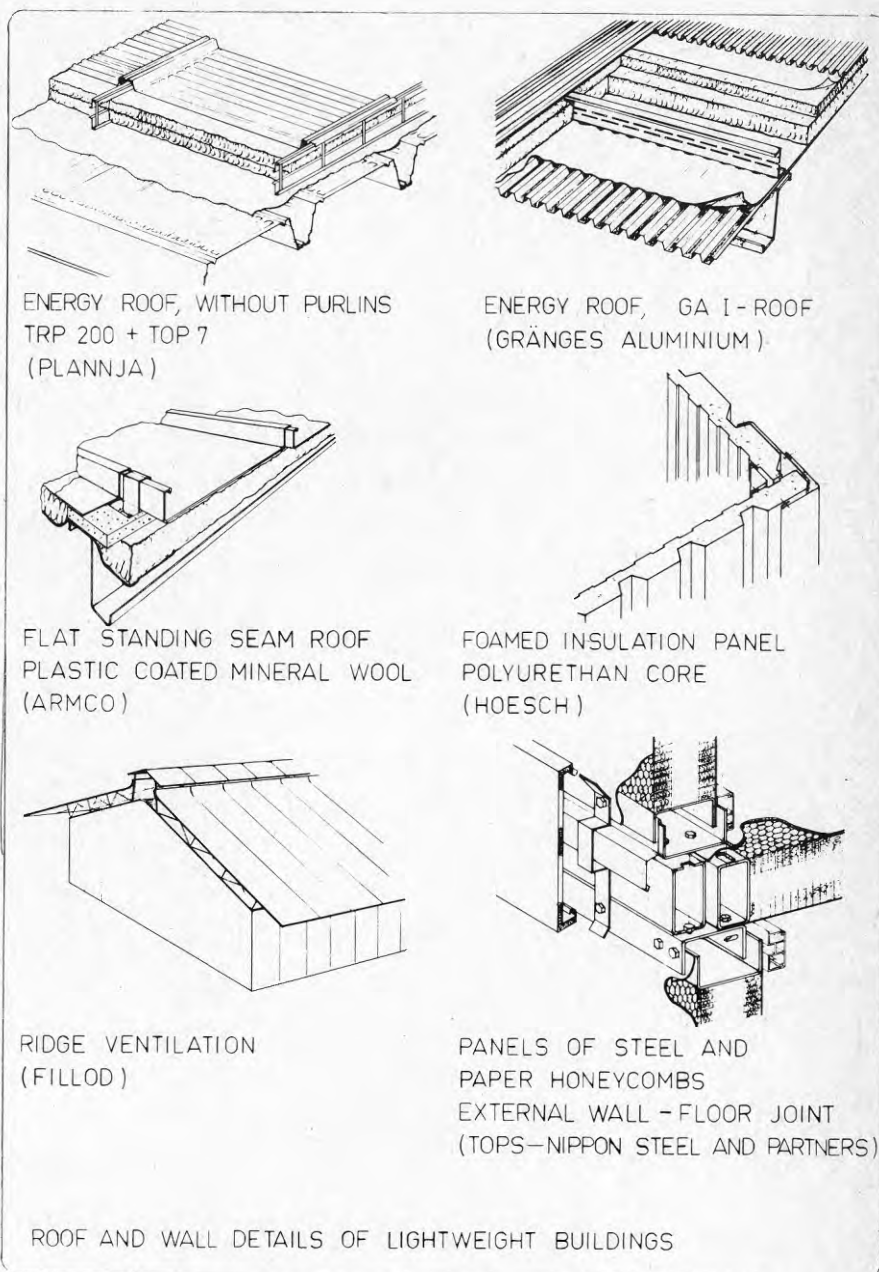 ENERGY ROOF, WITHOUT PURLINS
TRP 200 + TOP 7
(PLANNJA)
ENERGY ROOF, GA I-ROOF
(GRÄNGES ALUMINIUM)
FLAT STANDING SEAM ROOF
PLASTIC COATED MINERAL WOOL
(ARMCO)
FOAMED INSULATION PANEL
POLYURETHAN CORE
(HOESCH)
RIDGE VENTILATION
(FILLOD)
PANELS OF STEEL AND
PAPER HONEYCOMBS
EXTERNAL WALL - FLOOR JOINT
(TOPS-NIPPON STEEL AND PARTNERS)
ROOF AND WALL DETAILS OF LIGHTWEIGHT BUILDINGS